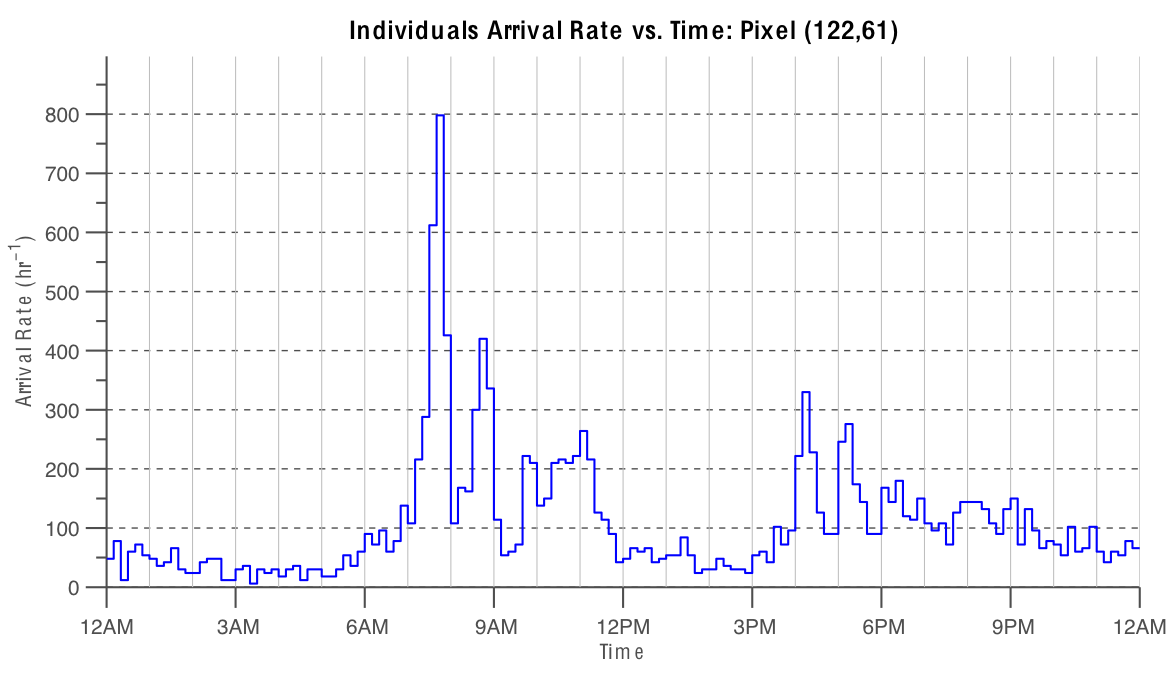 Individuals Arrival Rate vs. Time: Pixel (122,61)
800
700
600
500
400
300
200
100
0
Arrival Rate (hr⁻¹)
12AM 3AM 6AM 9AM 12PM 3PM 6PM 9PM 12AM
Time